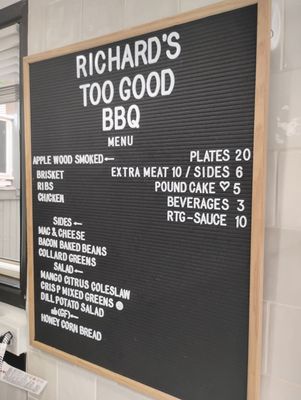 RICHARD'S
TOO GOOD
BBQ
MENU
APPLE WOOD SMOKED←
BRISKET
RIBS
CHICKEN
PLATES 20
EXTRA MEAT 10 / SIDES 6
POUND CAKE ♡ 5
BEVERAGES 3
RTG-SAUCE 10
SIDES←
MAC & CHEESE
BACON BAKED BEANS
COLLARD GREENS
SALAD←
MANGO CITRUS COLESLAW
CRISP MIXED GREENS
DILL POTATO SALAD
(GF)←
HONEY CORN BREAD